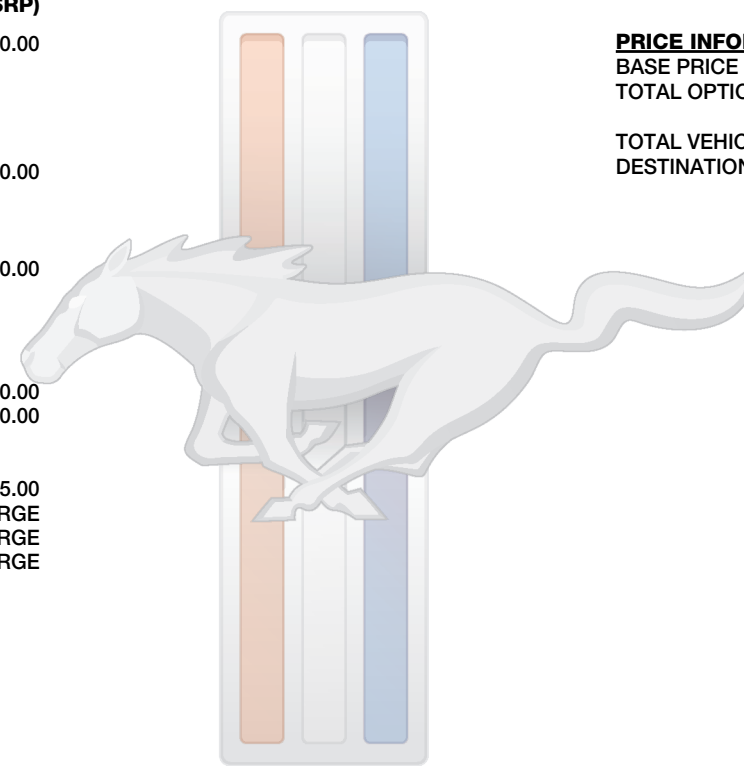 SRP)
0.00
0.00
0.00
0.00
0.00
5.00
RGE
RGE
RGE
PRICE INFO
BASE PRICE
TOTAL OPTIO
TOTAL VEHIC
DESTINATION